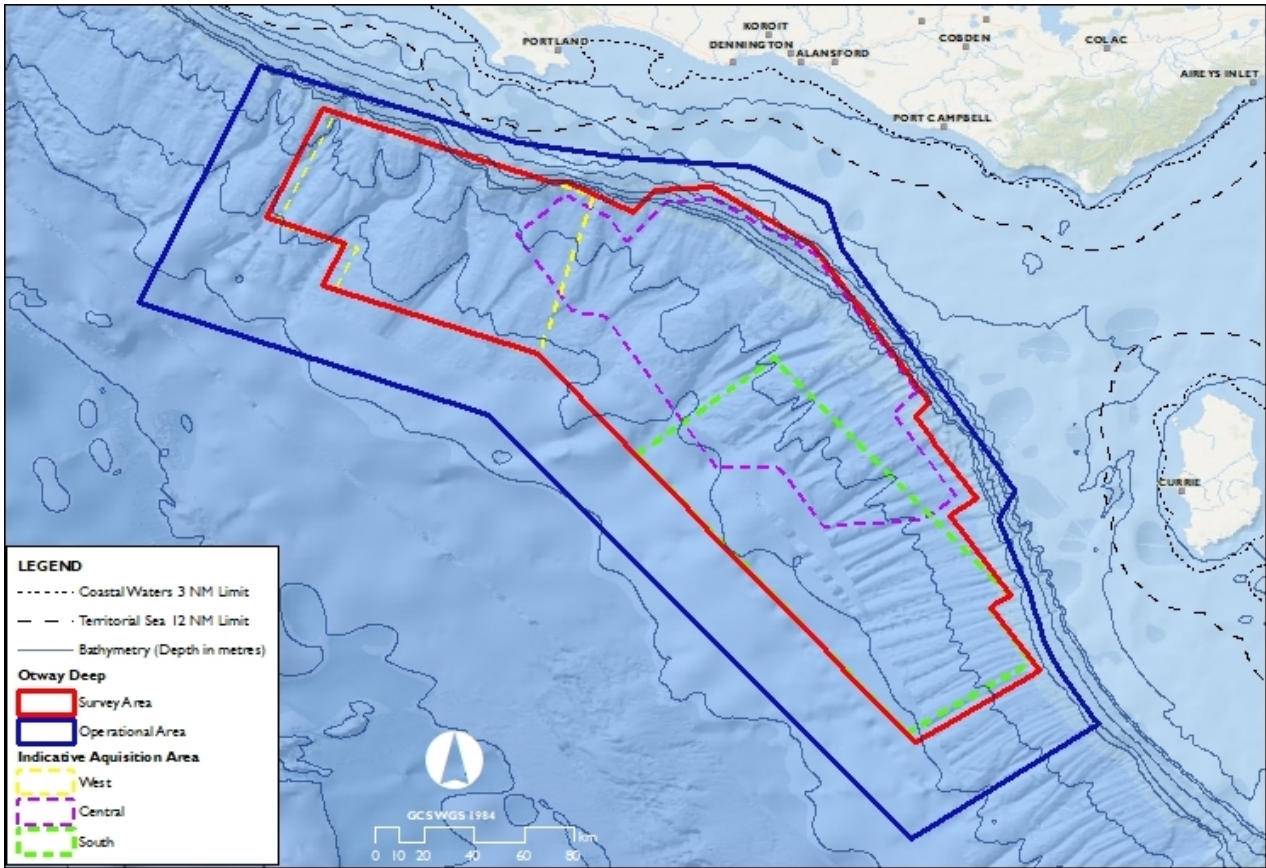 KOROIT
PORTLAND
DENNINGTON
ALANSFORD
COBDEN
COLAC
AIREYS INLET
PORT CAMPBELL
CURRIE
LEGEND
Coastal Waters 3 NM Limit
Territorial Sea 12 NM Limit
Bathymetry (Depth in metres)
Otway Deep
Survey Area
Operational Area
Indicative Aquisition Area
West
Central
South
GCSWGS 1984
km
0 10 20 40 60 80